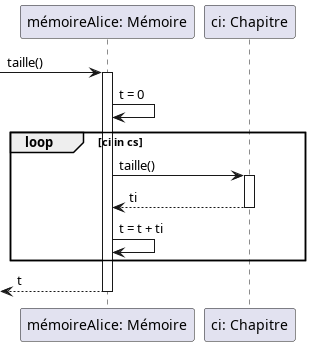 mémoireAlice: Mémoire
ci: Chapitre
taille()
t = 0
loop
[ci in cs]
taille()
ti
t = t + ti
t
mémoireAlice: Mémoire
ci: Chapitre